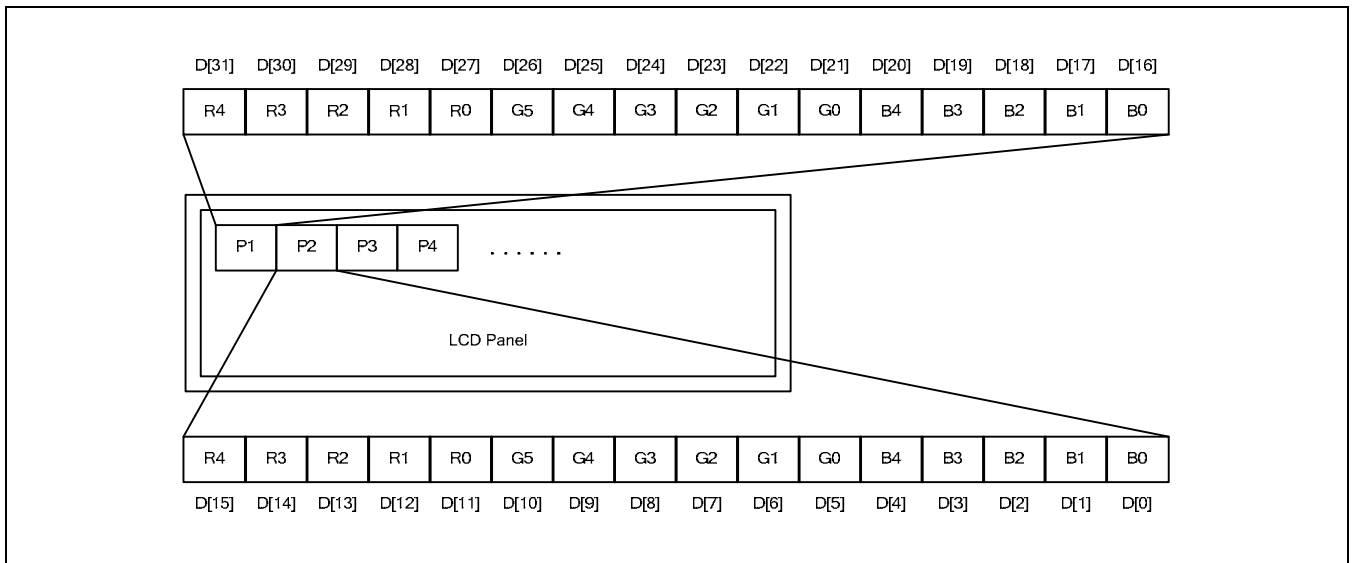 D[31] D[30] D[29] D[28] D[27] D[26] D[25] D[24] D[23] D[22] D[21] D[20] D[19] D[18] D[17] D[16]
R4 R3 R2 R1 R0 G5 G4 G3 G2 G1 G0 B4 B3 B2 B1 B0
P1 P2 P3 P4 . . . . . .
LCD Panel
R4 R3 R2 R1 R0 G5 G4 G3 G2 G1 G0 B4 B3 B2 B1 B0
D[15] D[14] D[13] D[12] D[11] D[10] D[9] D[8] D[7] D[6] D[5] D[4] D[3] D[2] D[1] D[0]